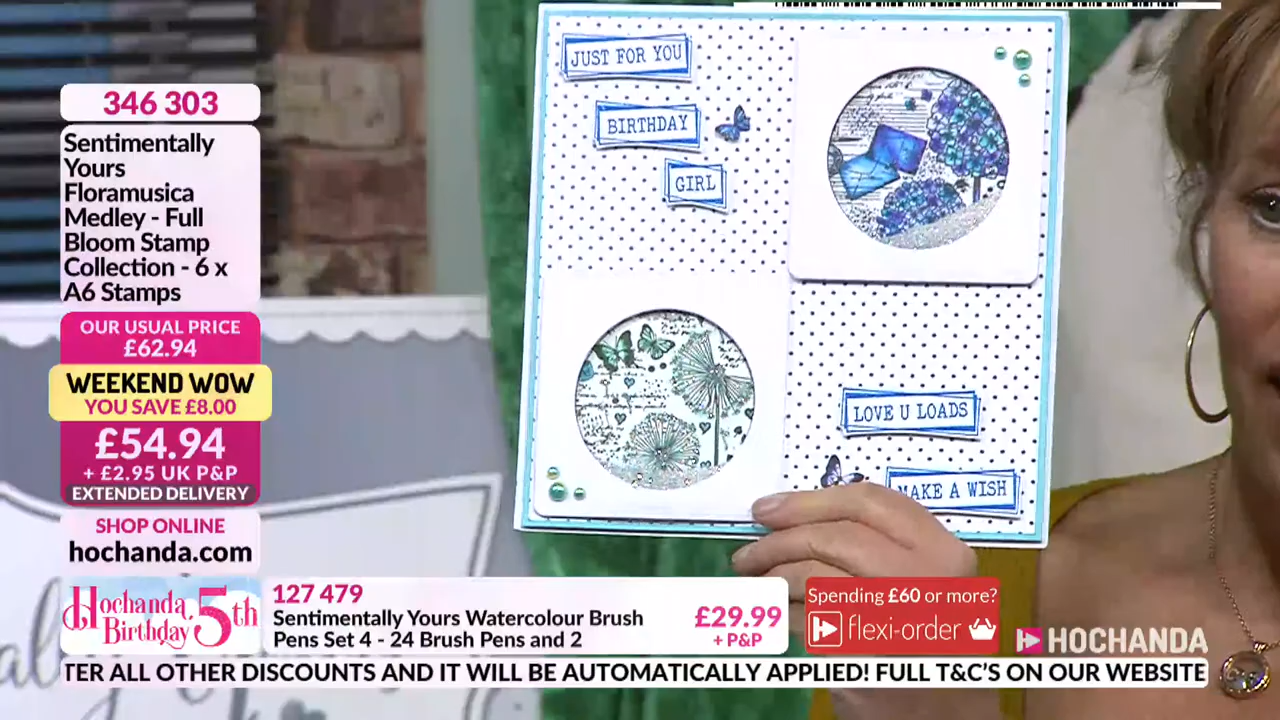 346 303
Sentimentally
Yours
Floramusica
Medley - Full
Bloom Stamp
Collection - 6 x
A6 Stamps
OUR USUAL PRICE
£62.94
WEEKEND WOW
YOU SAVE £8.00
£54.94
+ £2.95 UK P&P
EXTENDED DELIVERY
SHOP ONLINE
hochanda.com
JUST FOR YOU
BIRTHDAY
GIRL
LOVE U LOADS
MAKE A WISH
Hochanda
Birthday
5th
127 479
Sentimentally Yours Watercolour Brush
Pens Set 4 - 24 Brush Pens and 2
£29.99
+ P&P
Spending £60 or more?
flexi-order
HOCHANDA
TER ALL OTHER DISCOUNTS AND IT WILL BE AUTOMATICALLY APPLIED! FULL T&C'S ON OUR WEBSITE